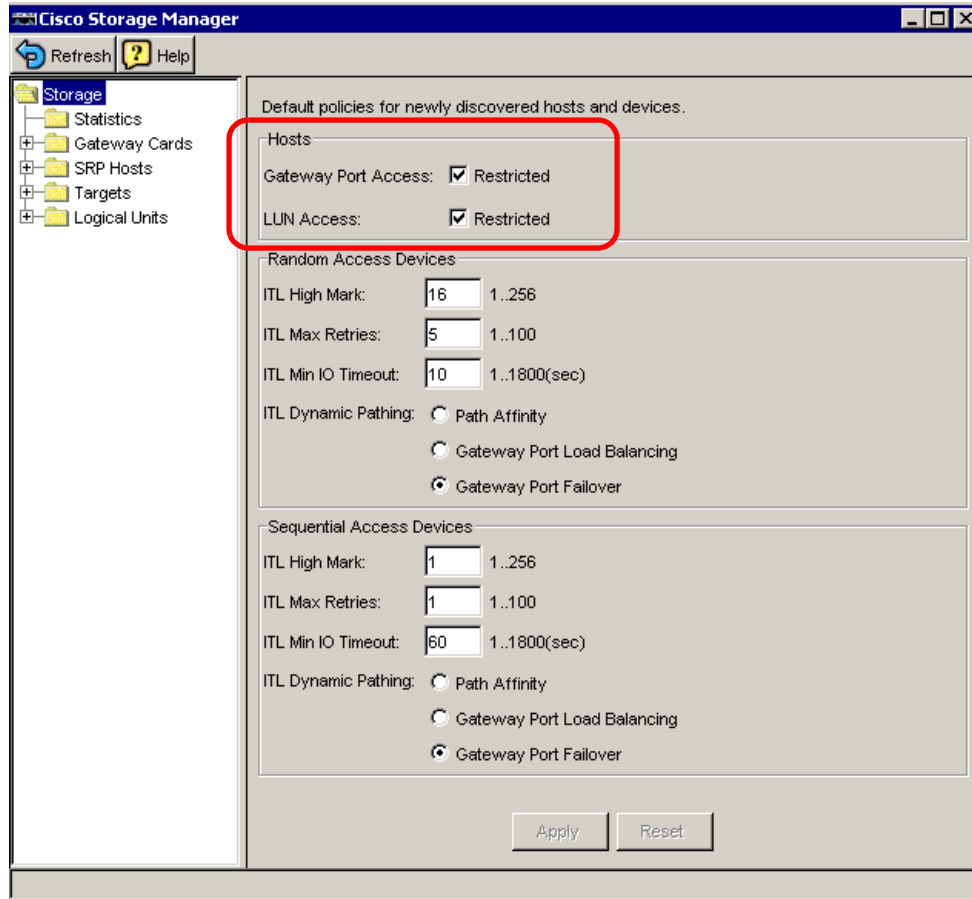 Cisco Storage Manager
Refresh Help
Storage
Statistics
Gateway Cards
SRP Hosts
Targets
Logical Units
Default policies for newly discovered hosts and devices.
Hosts
Gateway Port Access: Restricted
LUN Access: Restricted
Random Access Devices
ITL High Mark: 16 1..256
ITL Max Retries: 5 1..100
ITL Min IO Timeout: 10 1..1800(sec)
ITL Dynamic Pathing: Path Affinity
Gateway Port Load Balancing
Gateway Port Failover
Sequential Access Devices
ITL High Mark: 1 1..256
ITL Max Retries: 1 1..100
ITL Min IO Timeout: 60 1..1800(sec)
ITL Dynamic Pathing: Path Affinity
Gateway Port Load Balancing
Gateway Port Failover
Apply Reset